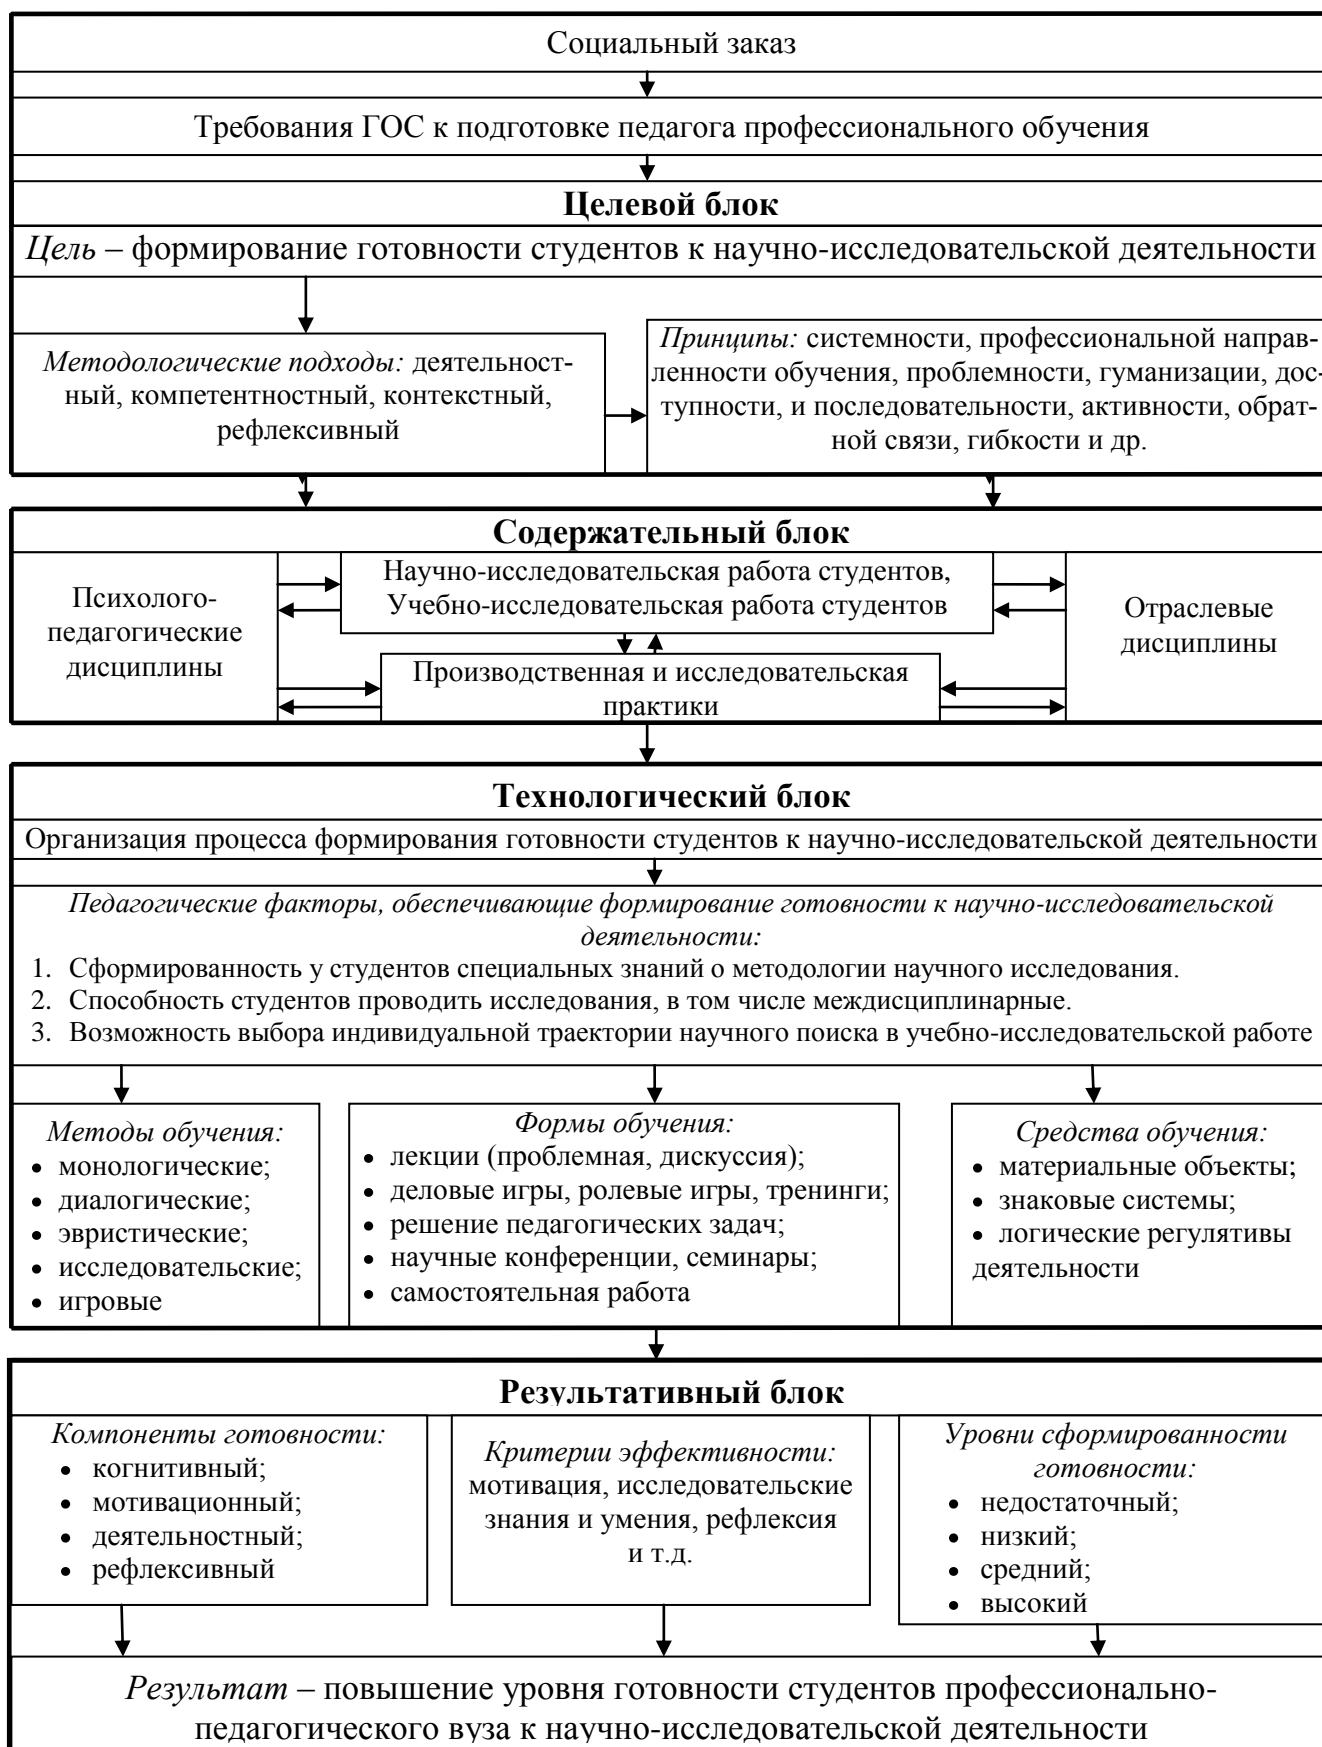 Социальный заказ
Требования ГОС к подготовке педагога профессионального обучения
Целевой блок
Цель – формирование готовности студентов к научно-исследовательской деятельности
Методологические подходы: деятельност-
ный, компетентностный, контекстный,
рефлексивный
Принципы: системности, профессиональной направ-
ленности обучения, проблемности, гуманизации, дос-
тупности, и последовательности, активности, обрат-
ной связи, гибкости и др.
Содержательный блок
Психолого-
педагогические
дисциплины
Научно-исследовательская работа студентов,
Учебно-исследовательская работа студентов
Производственная и исследовательская
практики
Отраслевые
дисциплины
Технологический блок
Организация процесса формирования готовности студентов к научно-исследовательской деятельности
Педагогические факторы, обеспечивающие формирование готовности к научно-исследовательской
деятельности:
1. Сформированность у студентов специальных знаний о методологии научного исследования.
2. Способность студентов проводить исследования, в том числе междисциплинарные.
3. Возможность выбора индивидуальной траектории научного поиска в учебно-исследовательской работе
Методы обучения:
• монологические;
• диалогические;
• эвристические;
• исследовательские;
• игровые
Формы обучения:
• лекции (проблемная, дискуссия);
• деловые игры, ролевые игры, тренинги;
• решение педагогических задач;
• научные конференции, семинары;
• самостоятельная работа
Средства обучения:
• материальные объекты;
• знаковые системы;
• логические регулятивы
деятельности
Результативный блок
Компоненты готовности:
• когнитивный;
• мотивационный;
• деятельностный;
• рефлексивный
Критерии эффективности:
мотивация, исследовательские
знания и умения, рефлексия
и т.д.
Уровни сформированности
готовности:
• недостаточный;
• низкий;
• средний;
• высокий
Результат – повышение уровня готовности студентов профессионально-
педагогического вуза к научно-исследовательской деятельности